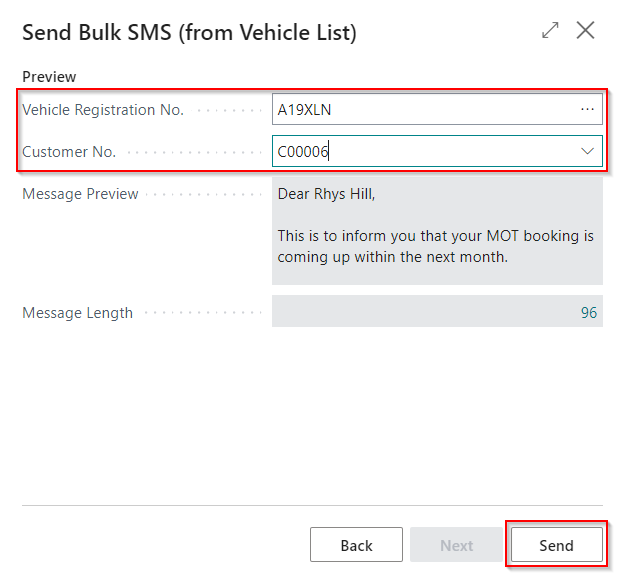 Send Bulk SMS (from Vehicle List)
Preview
Vehicle Registration No. A19XLN ...
Customer No. C00006
Message Preview Dear Rhys Hill,
This is to inform you that your MOT booking is
coming up within the next month.
Message Length 96
Back Next Send